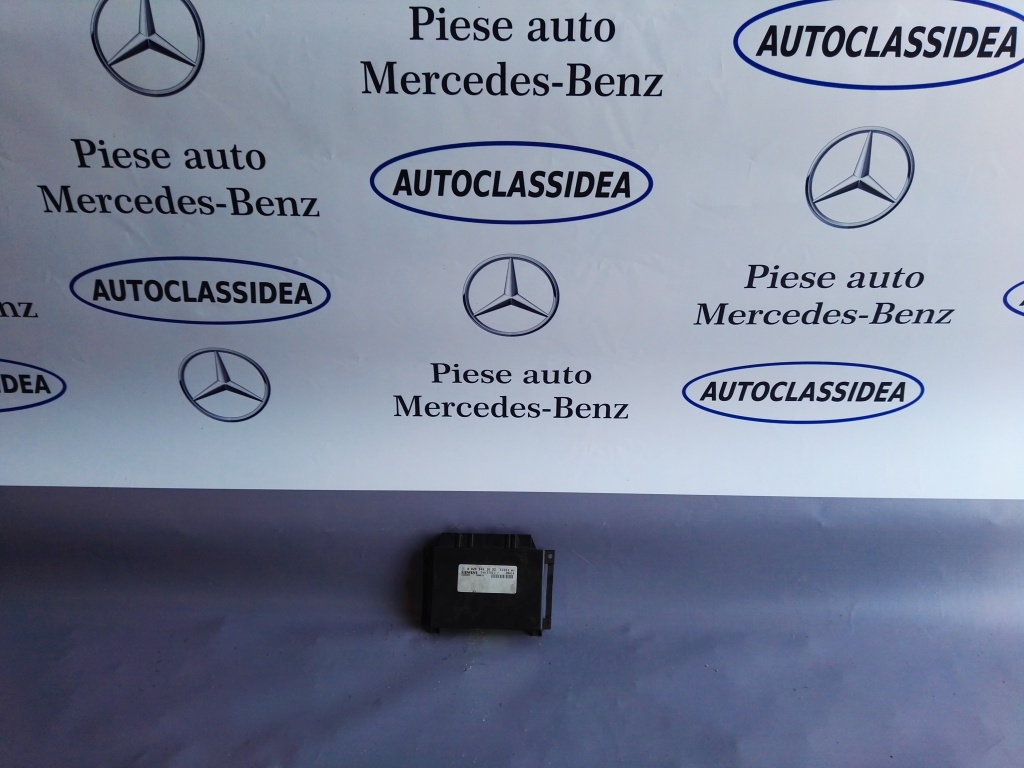 Piese auto
Mercedes-Benz
AUTOCLASSIDEA
Piese auto
Mercedes-Benz
AUTOCLASSIDEA
nz
AUTOCLASSIDEA
Piese auto
Mercedes-Benz
DEA
Piese auto
Mercedes-Benz
AUTOCLASSIDEA
SIEMENS